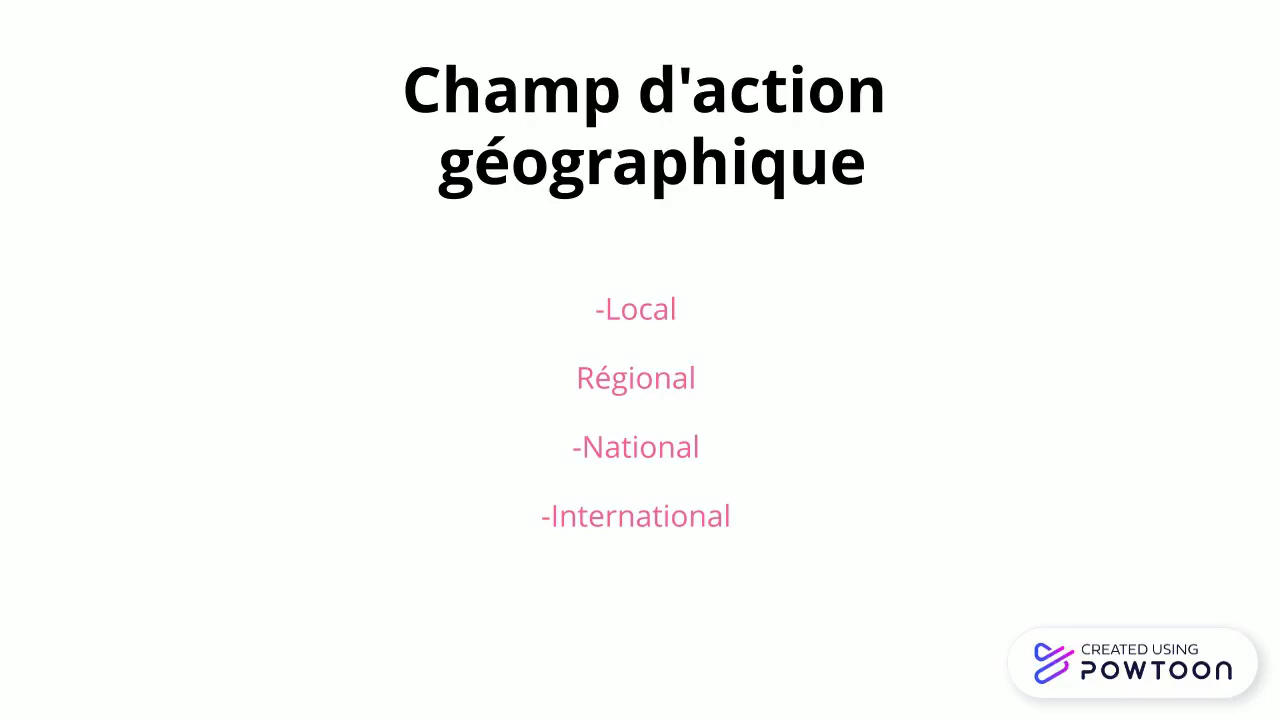 Champ d'action
géographique
-Local
Régional
-National
-International
CREATED USING
POWTOON